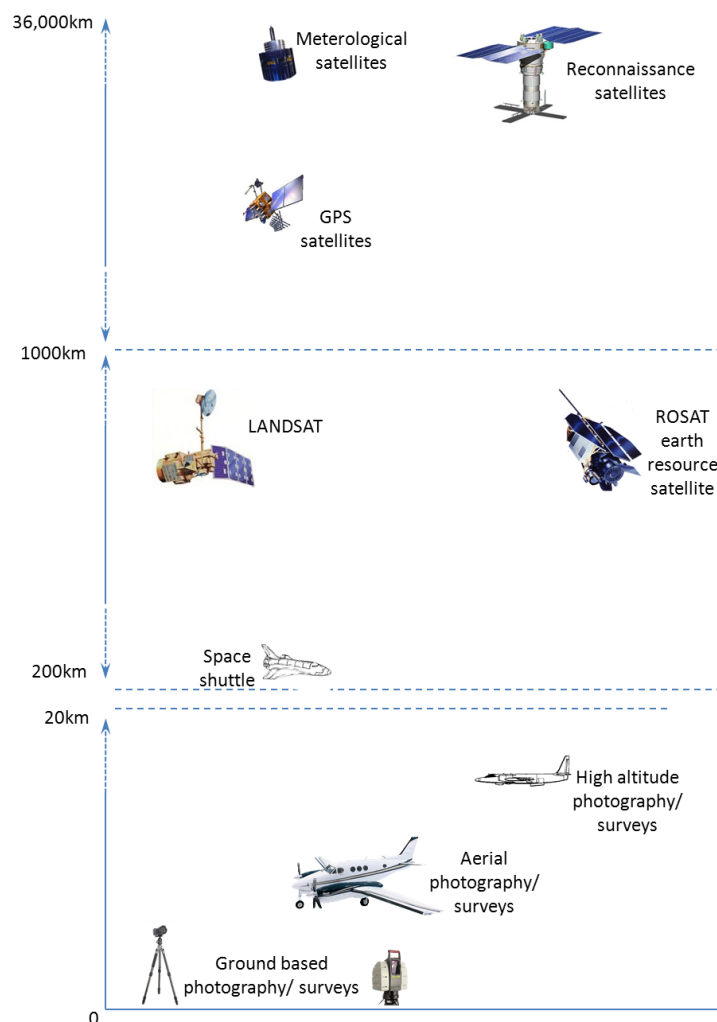 36,000km
Meterological
satellites
Reconnaissance
satellites
GPS
satellites
1000km
LANDSAT
ROSAT
earth
resource
satellite
Space
shuttle
200km
20km
High altitude
photography/
surveys
Aerial
photography/
surveys
Ground based
photography/ surveys
0